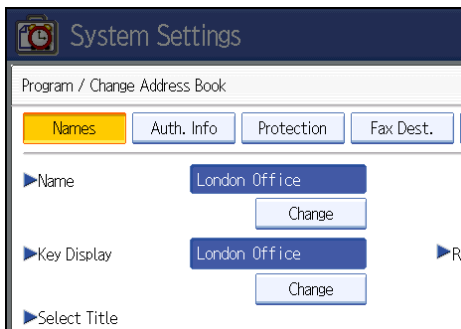 System Settings
Program / Change Address Book
Names Auth. Info Protection Fax Dest.
▶Name London Office
Change
▶Key Display London Office ▶R
Change
▶Select Title